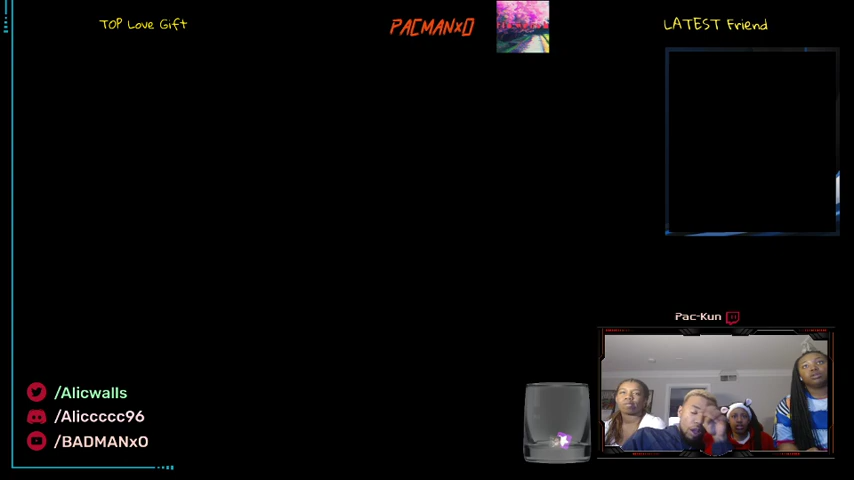 TOP Love Gift
PACMANxO
LATEST Friend
Pac-Kun
/Alicwalls
/Aliccccc96
/BADMANxO